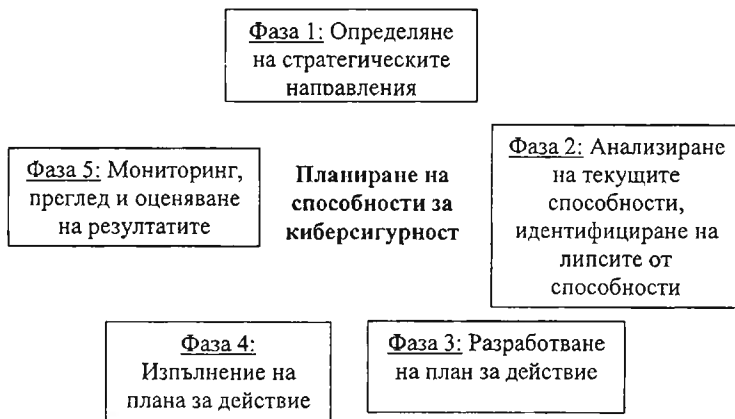 Фаза 1: Определяне
на стратегическите
направления
Фаза 5: Мониторинг,
преглед и оценяване
на резултатите
Планиране на
способности за
киберсигурност
Фаза 2: Анализиране
на текущите
способности,
идентифициране на
липсите от
способности
Фаза 4:
Изпълнение на
плана за действие
Фаза 3: Разработване
на план за действие